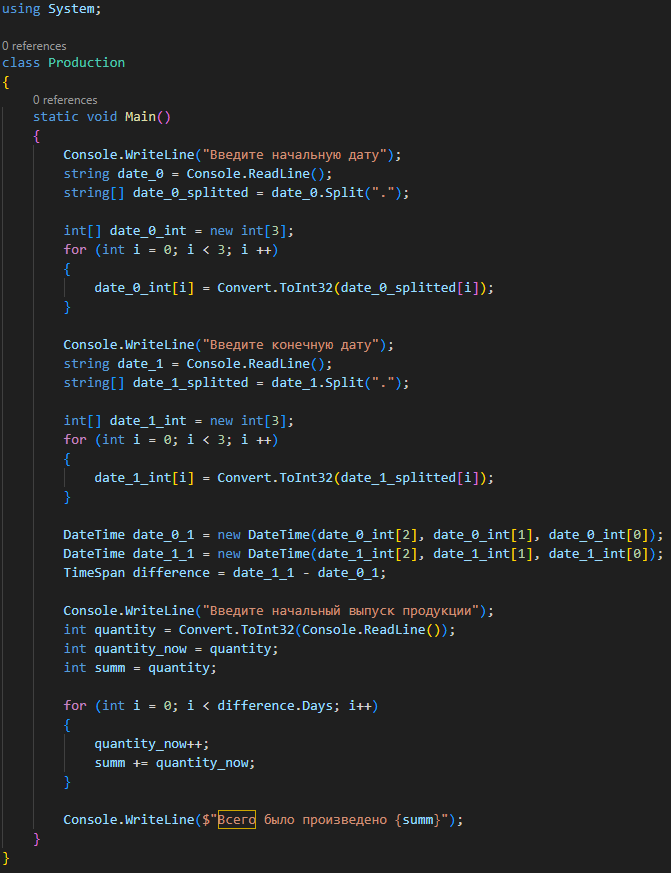 using System;
0 references
class Production
{
0 references
static void Main()
{
Console.WriteLine("Введите начальную дату");
string date_0 = Console.ReadLine();
string[] date_0_splitted = date_0.Split(".");
int[] date_0_int = new int[3];
for (int i = 0; i < 3; i ++)
{
date_0_int[i] = Convert.ToInt32(date_0_splitted[i]);
}
Console.WriteLine("Введите конечную дату");
string date_1 = Console.ReadLine();
string[] date_1_splitted = date_1.Split(".");
int[] date_1_int = new int[3];
for (int i = 0; i < 3; i ++)
{
date_1_int[i] = Convert.ToInt32(date_1_splitted[i]);
}
DateTime date_0_1 = new DateTime(date_0_int[2], date_0_int[1], date_0_int[0]);
DateTime date_1_1 = new DateTime(date_1_int[2], date_1_int[1], date_1_int[0]);
TimeSpan difference = date_1_1 - date_0_1;
Console.WriteLine("Введите начальный выпуск продукции");
int quantity = Convert.ToInt32(Console.ReadLine());
int quantity_now = quantity;
int summ = quantity;
for (int i = 0; i < difference.Days; i++)
{
quantity_now++;
summ += quantity_now;
}
Console.WriteLine($"Всего было произведено {summ}");
}
}